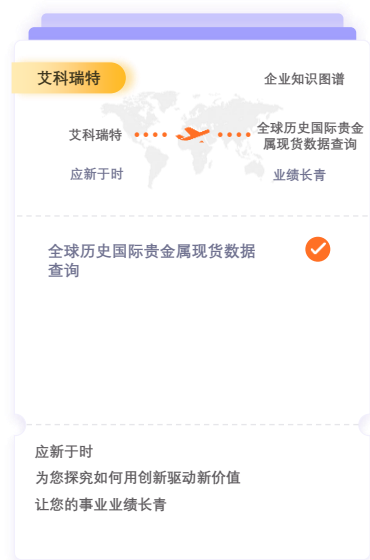 艾科瑞特
企业知识图谱
艾科瑞特
全球历史国际贵金
属现货数据查询
应新于时
业绩长青
全球历史国际贵金属现货数据
查询
应新于时
为您探究如何用创新驱动新价值
让您的事业业绩长青